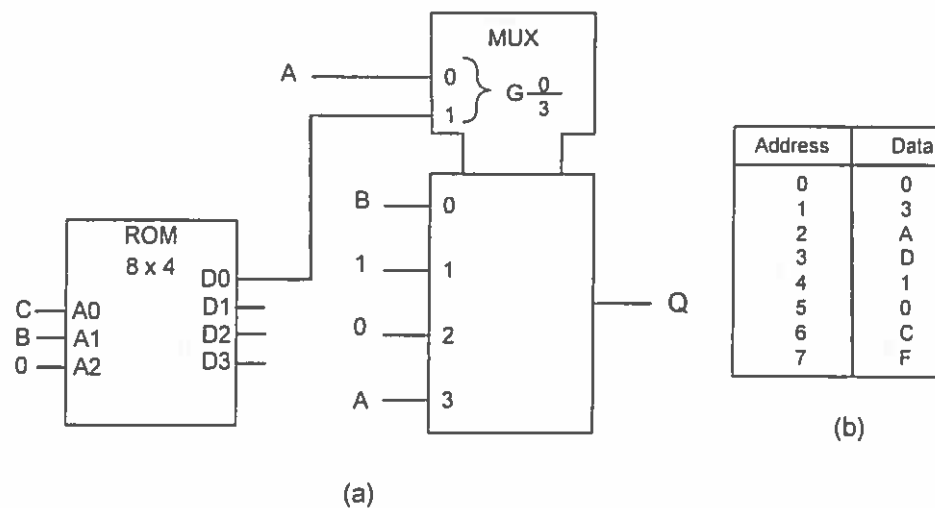 MUX
A
0
1
} G 0/3
B
0
1
1
0
2
A
3
Q
ROM
8 x 4
D0
D1
D2
D3
C
A0
B
A1
0
A2
(a)
Address Data
0 0
1 3
2 A
3 D
4 1
5 0
6 C
7 F
(b)